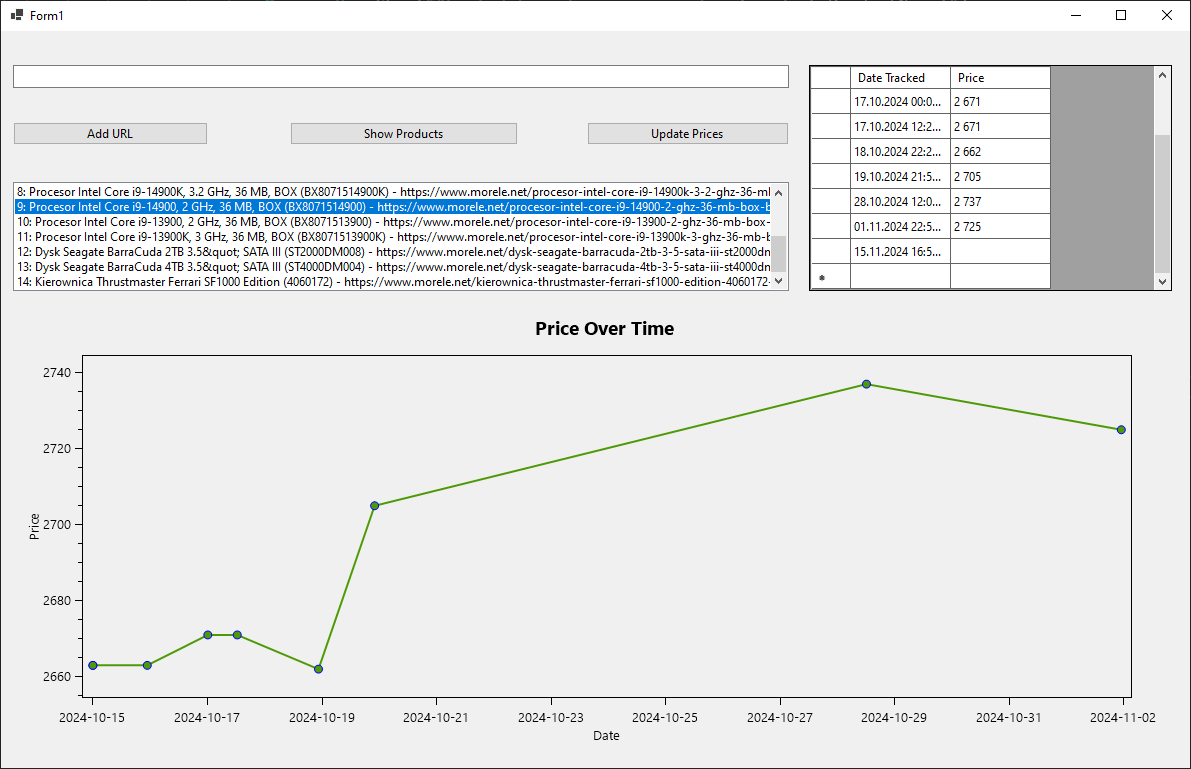 Form1
Add URL
Show Products
Update Prices
8: Procesor Intel Core i9-14900K, 3.2 GHz, 36 MB, BOX (BX8071514900K) - https://www.morele.net/procesor-intel-core-i9-14900k-3-2-ghz-36-ml
9: Procesor Intel Core i9-14900, 2 GHz, 36 MB, BOX (BX8071514900) - https://www.morele.net/procesor-intel-core-i9-14900-2-ghz-36-mb-box-b
10: Procesor Intel Core i9-13900, 2 GHz, 36 MB, BOX (BX8071513900) - https://www.morele.net/procesor-intel-core-i9-13900-2-ghz-36-mb-box-
11: Procesor Intel Core i9-13900K, 3 GHz, 36 MB, BOX (BX8071513900K) - https://www.morele.net/procesor-intel-core-i9-13900k-3-ghz-36-mb-b
12: Dysk Seagate BarraCuda 2TB 3.5&quot; SATA III (ST2000DM008) - https://www.morele.net/dysk-seagate-barracuda-2tb-3-5-sata-iii-st2000dn
13: Dysk Seagate BarraCuda 4TB 3.5&quot; SATA III (ST4000DM004) - https://www.morele.net/dysk-seagate-barracuda-4tb-3-5-sata-iii-st4000dn
14: Kierownica Thrustmaster Ferrari SF1000 Edition (4060172) - https://www.morele.net/kierownica-thrustmaster-ferrari-sf1000-edition-4060172-
Date Tracked Price
17.10.2024 00:0... 2 671
17.10.2024 12:2... 2 671
18.10.2024 22:2... 2 662
19.10.2024 21:5... 2 705
28.10.2024 12:0... 2 737
01.11.2024 22:5... 2 725
15.11.2024 16:5...
Price Over Time
2740
2720
2700
2680
2660
Price
2024-10-15 2024-10-17 2024-10-19 2024-10-21 2024-10-23 2024-10-25 2024-10-27 2024-10-29 2024-10-31 2024-11-02
Date